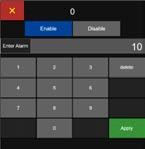 ✕ 0
Enable Disable
Enter Alarm 10
1 2 3 delete
4 5 6
7 8 9
0 Apply